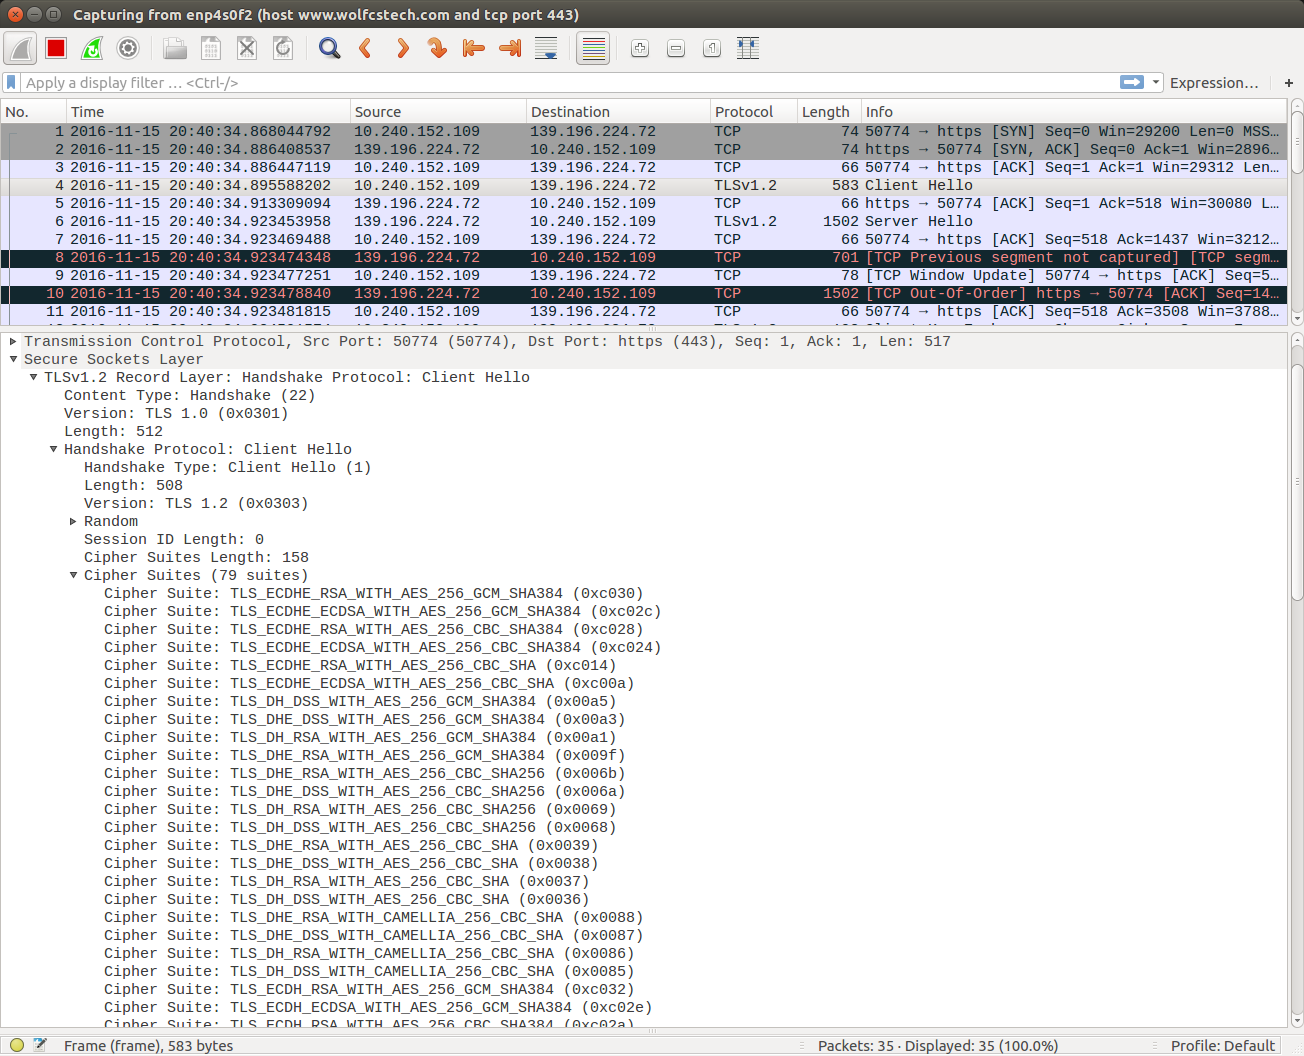 Capturing from enp4s0f2 (host www.wolfcstech.com and tcp port 443)
Apply a display filter … <Ctrl-/>
Expression…
+
No. Time Source Destination Protocol Length Info
1 2016-11-15 20:40:34.868044792 10.240.152.109 139.196.224.72 TCP 74 50774 → https [SYN] Seq=0 Win=29200 Len=0 MSS…
2 2016-11-15 20:40:34.886408537 139.196.224.72 10.240.152.109 TCP 74 https → 50774 [SYN, ACK] Seq=0 Ack=1 Win=2896…
3 2016-11-15 20:40:34.886447119 10.240.152.109 139.196.224.72 TCP 66 50774 → https [ACK] Seq=1 Ack=1 Win=29312 Len…
4 2016-11-15 20:40:34.895588202 10.240.152.109 139.196.224.72 TLSv1.2 583 Client Hello
5 2016-11-15 20:40:34.913309094 139.196.224.72 10.240.152.109 TCP 66 https → 50774 [ACK] Seq=1 Ack=518 Win=30080 L…
6 2016-11-15 20:40:34.923453958 139.196.224.72 10.240.152.109 TLSv1.2 1502 Server Hello
7 2016-11-15 20:40:34.923469488 10.240.152.109 139.196.224.72 TCP 66 50774 → https [ACK] Seq=518 Ack=1437 Win=3212…
8 2016-11-15 20:40:34.923474348 139.196.224.72 10.240.152.109 TCP 701 [TCP Previous segment not captured] [TCP segm…
9 2016-11-15 20:40:34.923477251 10.240.152.109 139.196.224.72 TCP 78 [TCP Window Update] 50774 → https [ACK] Seq=5…
10 2016-11-15 20:40:34.923478840 139.196.224.72 10.240.152.109 TCP 1502 [TCP Out-Of-Order] https → 50774 [ACK] Seq=14…
11 2016-11-15 20:40:34.923481815 10.240.152.109 139.196.224.72 TCP 66 50774 → https [ACK] Seq=518 Ack=3508 Win=3788…
Transmission Control Protocol, Src Port: 50774 (50774), Dst Port: https (443), Seq: 1, Ack: 1, Len: 517
Secure Sockets Layer
TLSv1.2 Record Layer: Handshake Protocol: Client Hello
Content Type: Handshake (22)
Version: TLS 1.0 (0x0301)
Length: 512
Handshake Protocol: Client Hello
Handshake Type: Client Hello (1)
Length: 508
Version: TLS 1.2 (0x0303)
Random
Session ID Length: 0
Cipher Suites Length: 158
Cipher Suites (79 suites)
Cipher Suite: TLS_ECDHE_RSA_WITH_AES_256_GCM_SHA384 (0xc030)
Cipher Suite: TLS_ECDHE_ECDSA_WITH_AES_256_GCM_SHA384 (0xc02c)
Cipher Suite: TLS_ECDHE_RSA_WITH_AES_256_CBC_SHA384 (0xc028)
Cipher Suite: TLS_ECDHE_ECDSA_WITH_AES_256_CBC_SHA384 (0xc024)
Cipher Suite: TLS_ECDHE_RSA_WITH_AES_256_CBC_SHA (0xc014)
Cipher Suite: TLS_ECDHE_ECDSA_WITH_AES_256_CBC_SHA (0xc00a)
Cipher Suite: TLS_DH_DSS_WITH_AES_256_GCM_SHA384 (0x00a5)
Cipher Suite: TLS_DHE_DSS_WITH_AES_256_GCM_SHA384 (0x00a3)
Cipher Suite: TLS_DH_RSA_WITH_AES_256_GCM_SHA384 (0x00a1)
Cipher Suite: TLS_DHE_RSA_WITH_AES_256_GCM_SHA384 (0x009f)
Cipher Suite: TLS_DHE_RSA_WITH_AES_256_CBC_SHA256 (0x006b)
Cipher Suite: TLS_DHE_DSS_WITH_AES_256_CBC_SHA256 (0x006a)
Cipher Suite: TLS_DH_RSA_WITH_AES_256_CBC_SHA256 (0x0069)
Cipher Suite: TLS_DH_DSS_WITH_AES_256_CBC_SHA256 (0x0068)
Cipher Suite: TLS_DHE_RSA_WITH_AES_256_CBC_SHA (0x0039)
Cipher Suite: TLS_DHE_DSS_WITH_AES_256_CBC_SHA (0x0038)
Cipher Suite: TLS_DH_RSA_WITH_AES_256_CBC_SHA (0x0037)
Cipher Suite: TLS_DH_DSS_WITH_AES_256_CBC_SHA (0x0036)
Cipher Suite: TLS_DHE_RSA_WITH_CAMELLIA_256_CBC_SHA (0x0088)
Cipher Suite: TLS_DHE_DSS_WITH_CAMELLIA_256_CBC_SHA (0x0087)
Cipher Suite: TLS_DH_RSA_WITH_CAMELLIA_256_CBC_SHA (0x0086)
Cipher Suite: TLS_DH_DSS_WITH_CAMELLIA_256_CBC_SHA (0x0085)
Cipher Suite: TLS_ECDH_RSA_WITH_AES_256_GCM_SHA384 (0xc032)
Cipher Suite: TLS_ECDH_ECDSA_WITH_AES_256_GCM_SHA384 (0xc02e)
Cipher Suite: TLS_ECDH_RSA_WITH_AES_256_CBC_SHA384 (0xc02a)
Frame (frame), 583 bytes
Packets: 35 · Displayed: 35 (100.0%)
Profile: Default